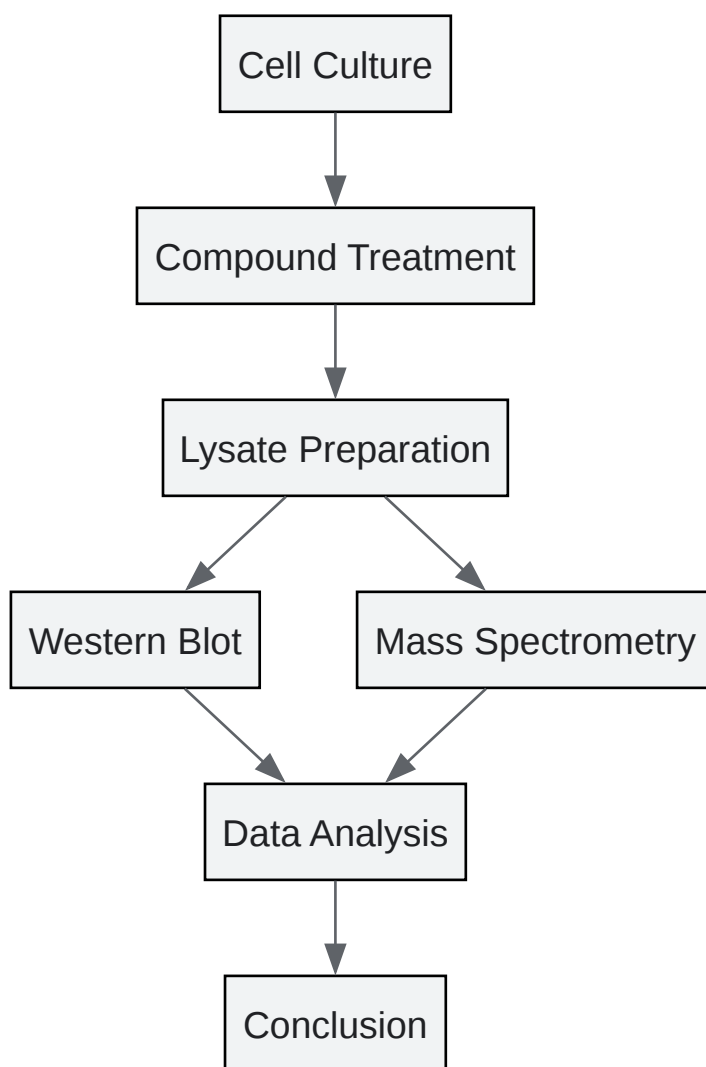 Cell Culture
Compound Treatment
Lysate Preparation
Western Blot
Mass Spectrometry
Data Analysis
Conclusion